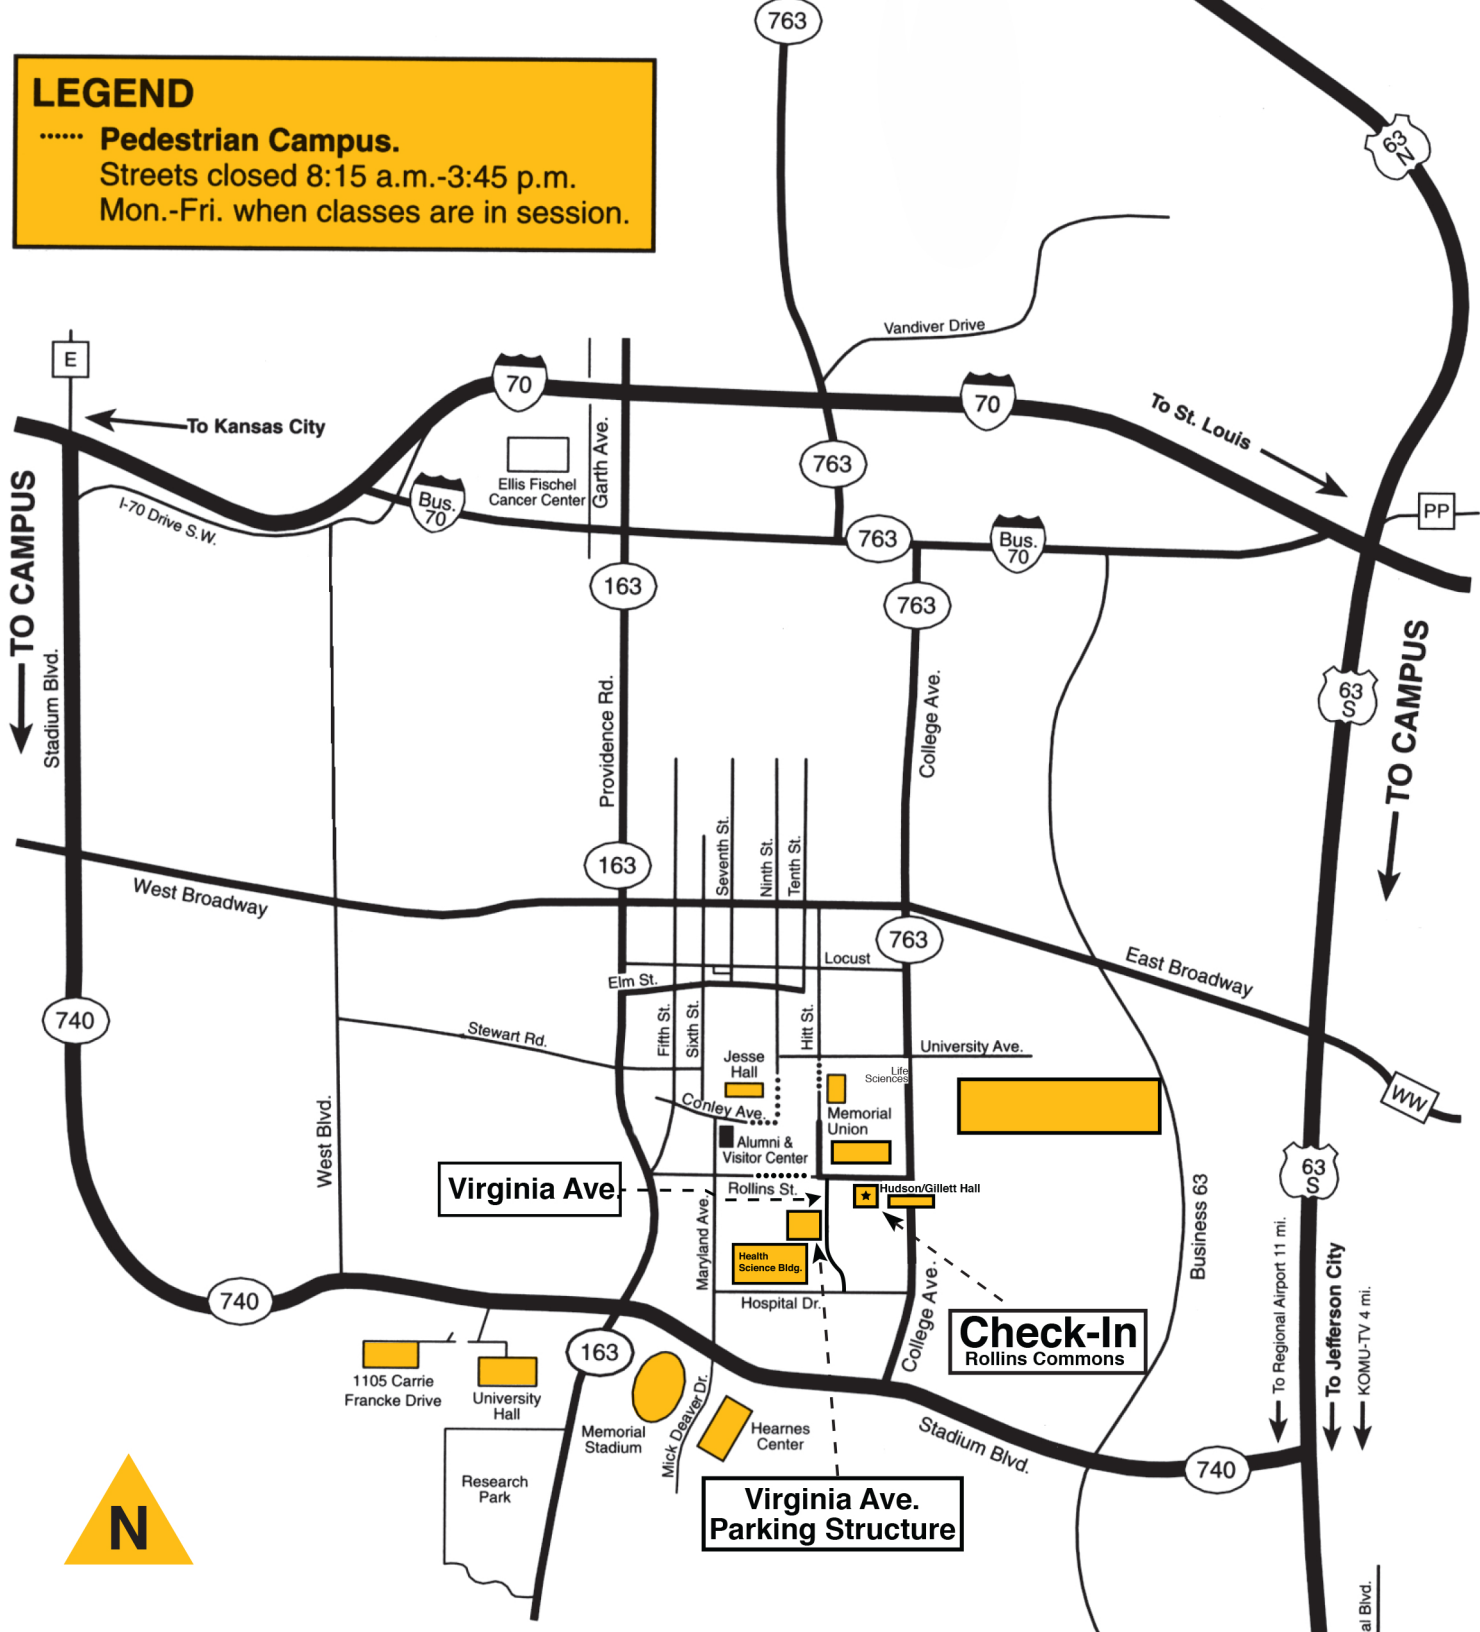 763
LEGEND
...... Pedestrian Campus.
Streets closed 8:15 a.m.-3:45 p.m.
Mon.-Fri. when classes are in session.
63
N
Vandiver Drive
E
70
70
To Kansas City
To St. Louis
Garth Ave.
763
Ellis Fischel
Cancer Center
Bus.
70
I-70 Drive S.W.
PP
763
Bus.
70
TO CAMPUS
163
763
Stadium Blvd.
Providence Rd.
College Ave.
63
S
TO CAMPUS
163
Seventh St.
Ninth St.
Tenth St.
West Broadway
763
Locust
East Broadway
Elm St.
740
Stewart Rd.
Fifth St.
Sixth St.
Hitt St.
University Ave.
Jesse
Hall
Life
Sciences
WW
Conley Ave.
Memorial
Union
West Blvd.
Alumni &
Visitor Center
63
S
Virginia Ave.
Rollins St.
Hudson/Gillett Hall
Maryland Ave.
Business 63
Health
Science Bldg.
To Regional Airport 11 mi.
To Jefferson City
KOMU-TV 4 mi.
740
Hospital Dr.
College Ave.
Check-In
Rollins Commons
163
1105 Carrie
Francke Drive
University
Hall
Memorial
Stadium
Mick Deaver Dr.
Hearnes
Center
Stadium Blvd.
740
Research
Park
Virginia Ave.
Parking Structure
N
al Blvd.